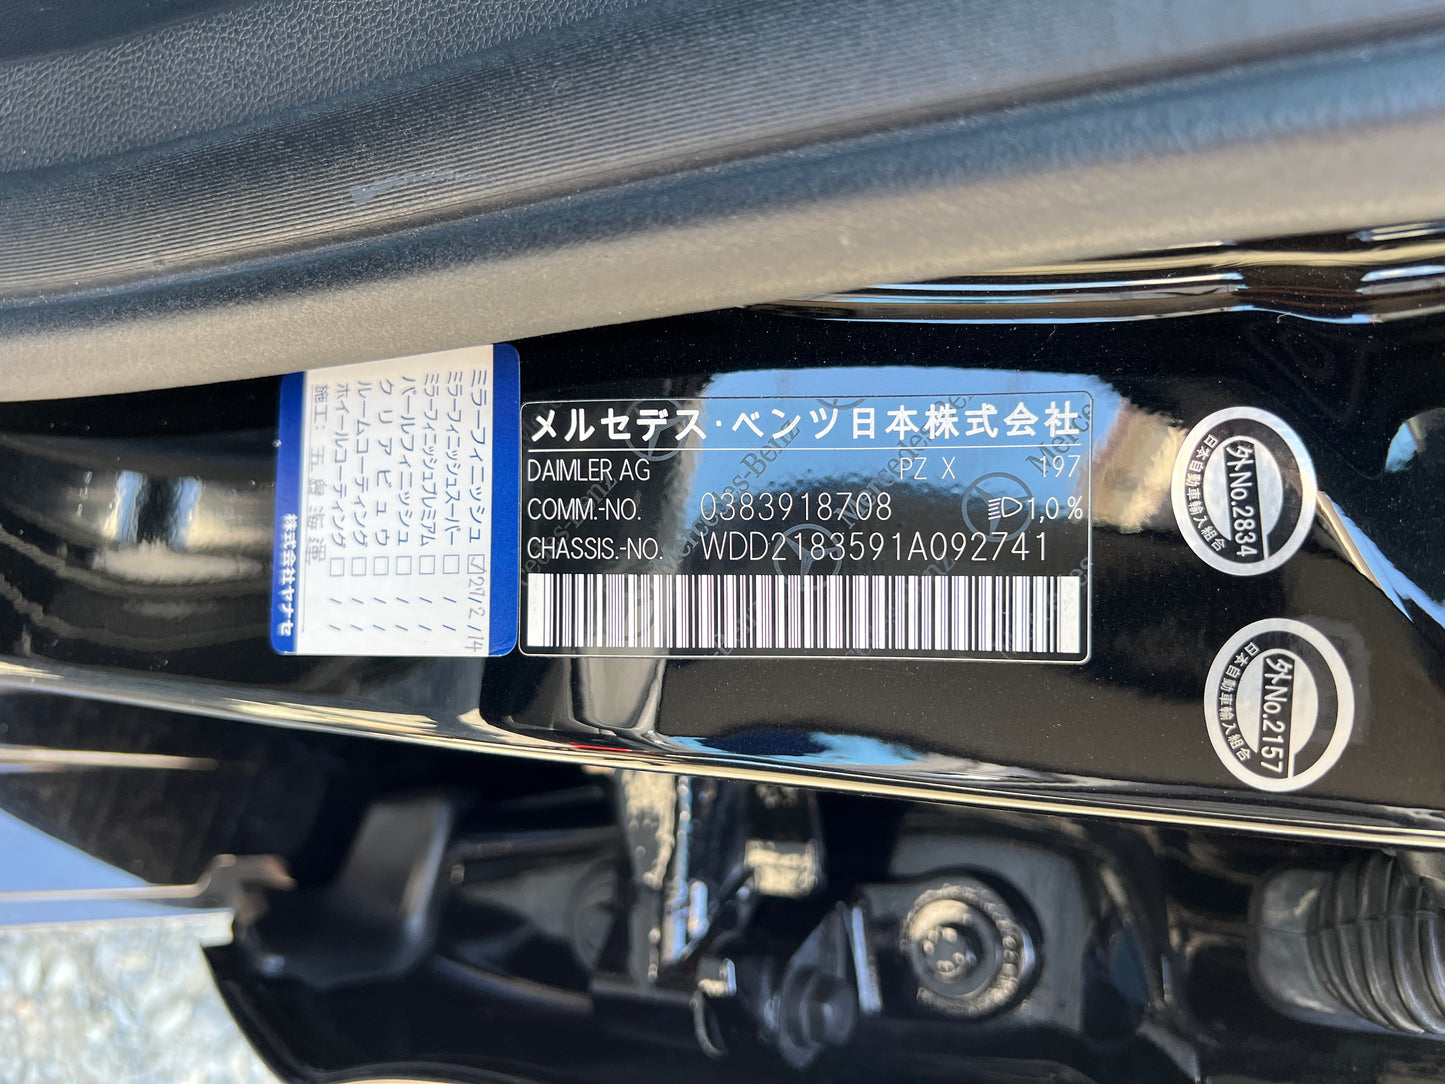 メルセデス・ベンツ日本株式会社
DAIMLER AG PZ X 197
COMM.-NO. 0383918708 1,0%
CHASSIS.-NO. WDD2183591A092741
ミラーフィニッシュ 27/2/14
ミラーフィニッシュスーパー / /
ミラーフィニッシュプレミアム / /
パールフィニッシュ / /
クリアビュウ / /
ルームコーティング / /
ホイールコーティング / /
施工: 五島海運
株式会社ヤナセ
外No.2834
日本自動車輸入組合
外No.2157
日本自動車輸入組合
Mercedes-Benz